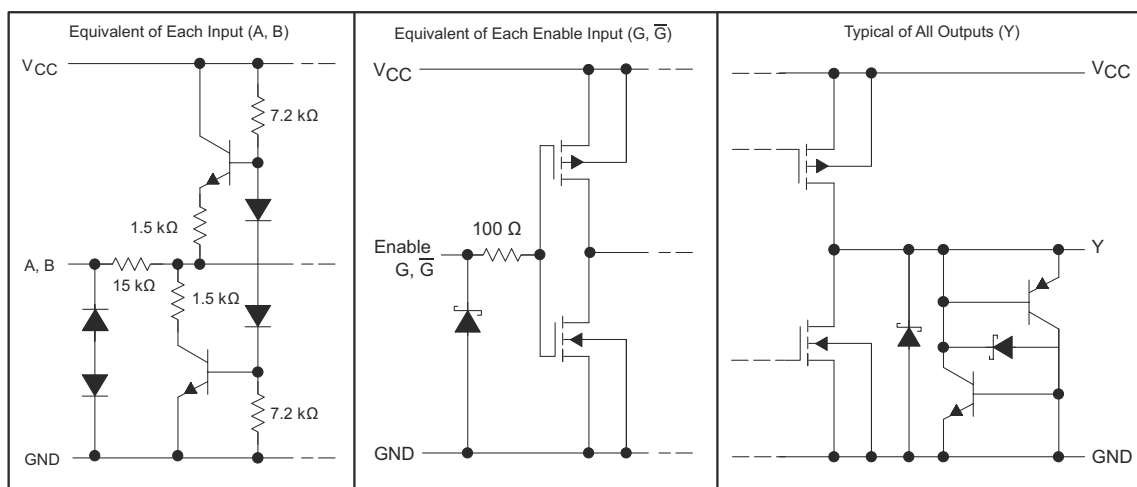 Equivalent of Each Input (A, B)
VCC
7.2 kΩ
1.5 kΩ
A, B
15 kΩ
1.5 kΩ
7.2 kΩ
GND
Equivalent of Each Enable Input (G, G̅)
VCC
100 Ω
Enable
G, G̅
GND
Typical of All Outputs (Y)
VCC
Y
GND